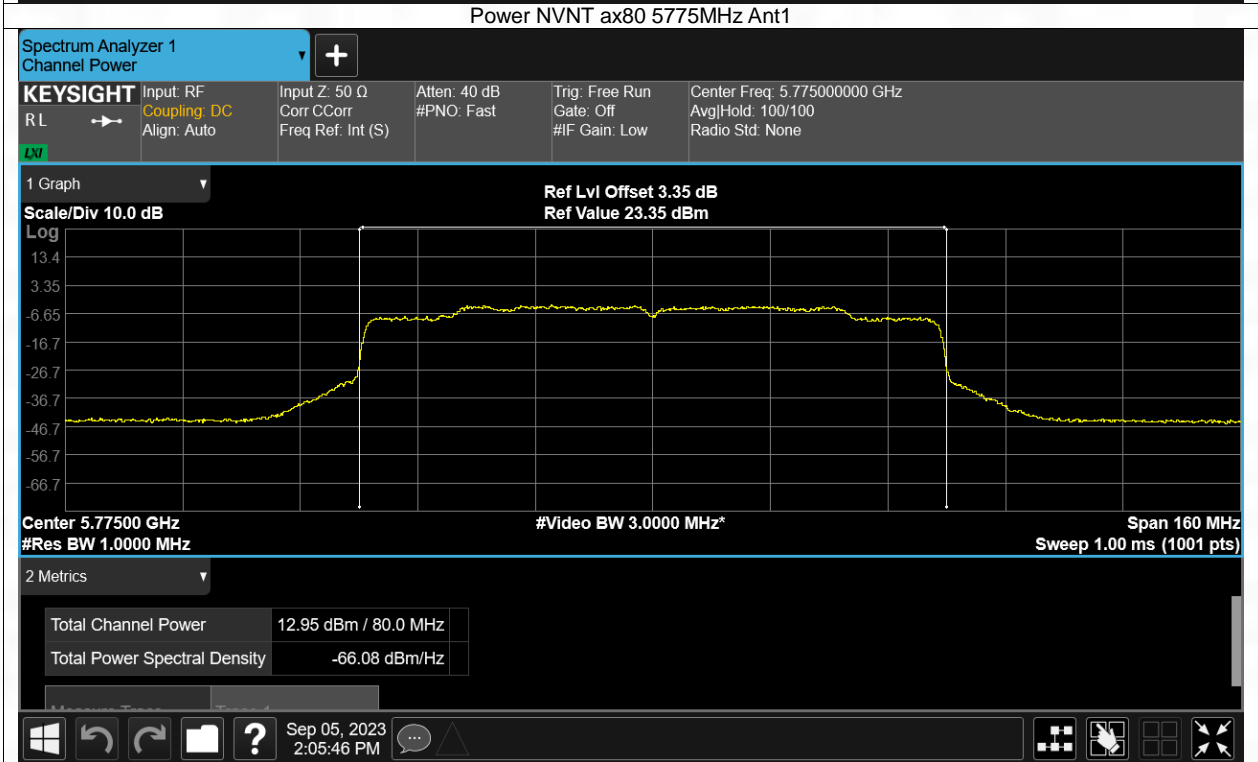 Power NVNT ax80 5775MHz Ant1
Spectrum Analyzer 1
Channel Power
KEYSIGHT
R L
LXI
Input: RF
Coupling: DC
Align: Auto
Input Z: 50 Ω
Corr CCorr
Freq Ref: Int (S)
Atten: 40 dB
#PNO: Fast
Trig: Free Run
Gate: Off
#IF Gain: Low
Center Freq: 5.775000000 GHz
Avg|Hold: 100/100
Radio Std: None
1 Graph
Scale/Div 10.0 dB
Ref Lvl Offset 3.35 dB
Ref Value 23.35 dBm
Log
13.4
3.35
-6.65
-16.7
-26.7
-36.7
-46.7
-56.7
-66.7
Center 5.77500 GHz
#Video BW 3.0000 MHz*
Span 160 MHz
#Res BW 1.0000 MHz
Sweep 1.00 ms (1001 pts)
2 Metrics
Total Channel Power 12.95 dBm / 80.0 MHz
Total Power Spectral Density -66.08 dBm/Hz
Sep 05, 2023
2:05:46 PM